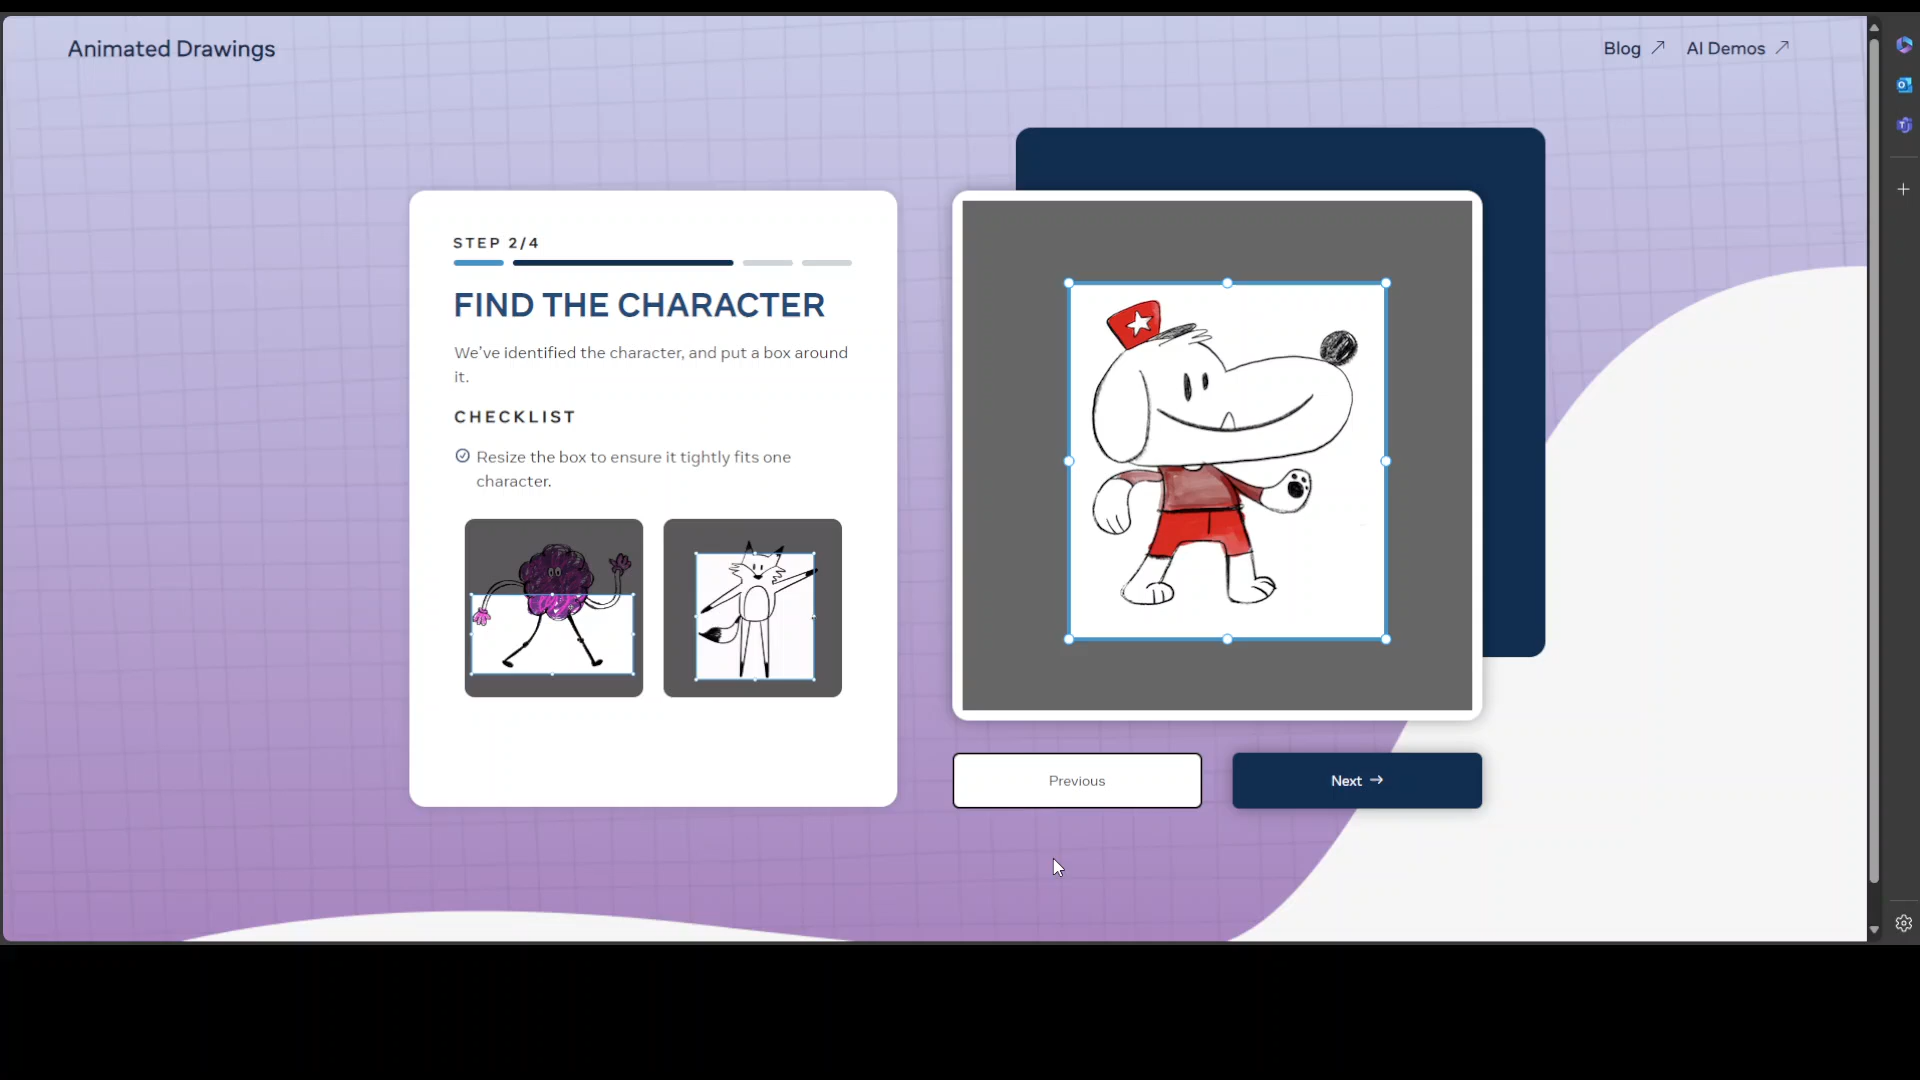 Animated Drawings
Blog
AI Demos
STEP 2/4
FIND THE CHARACTER
We've identified the character, and put a box around
it.
CHECKLIST
Resize the box to ensure it tightly fits one
character.
Previous
Next